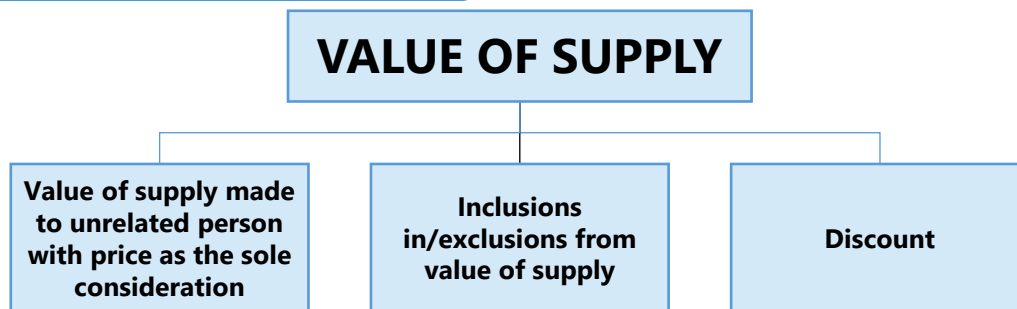 VALUE OF SUPPLY
Value of supply made
to unrelated person
with price as the sole
consideration
Inclusions
in/exclusions from
value of supply
Discount